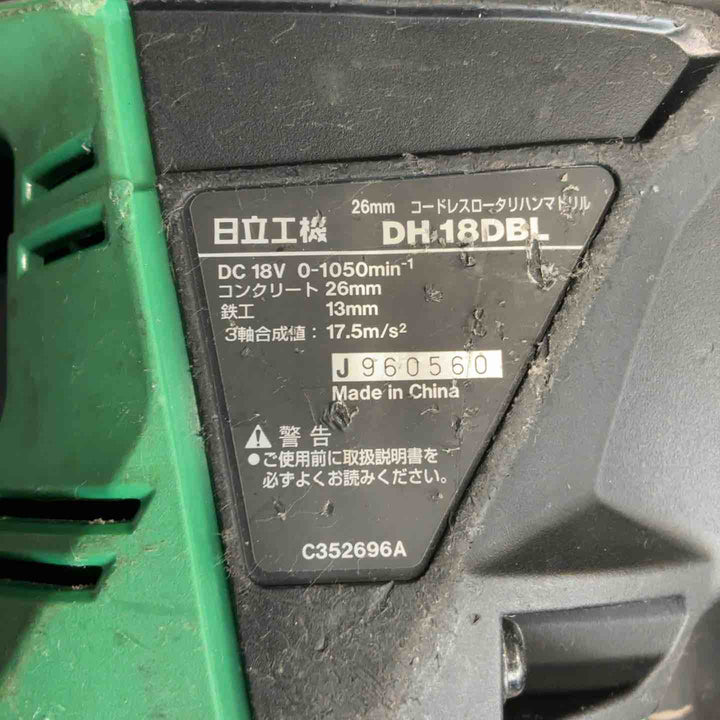 26mm コードレスロータリハンマドリル
日立工機 DH 18DBL
DC 18V 0-1050min⁻¹
コンクリート 26mm
鉄工 13mm
3軸合成値：17.5m/s²
J960560
Made in China
警告
●ご使用前に取扱説明書を
必ずよくお読みください。
C352696A